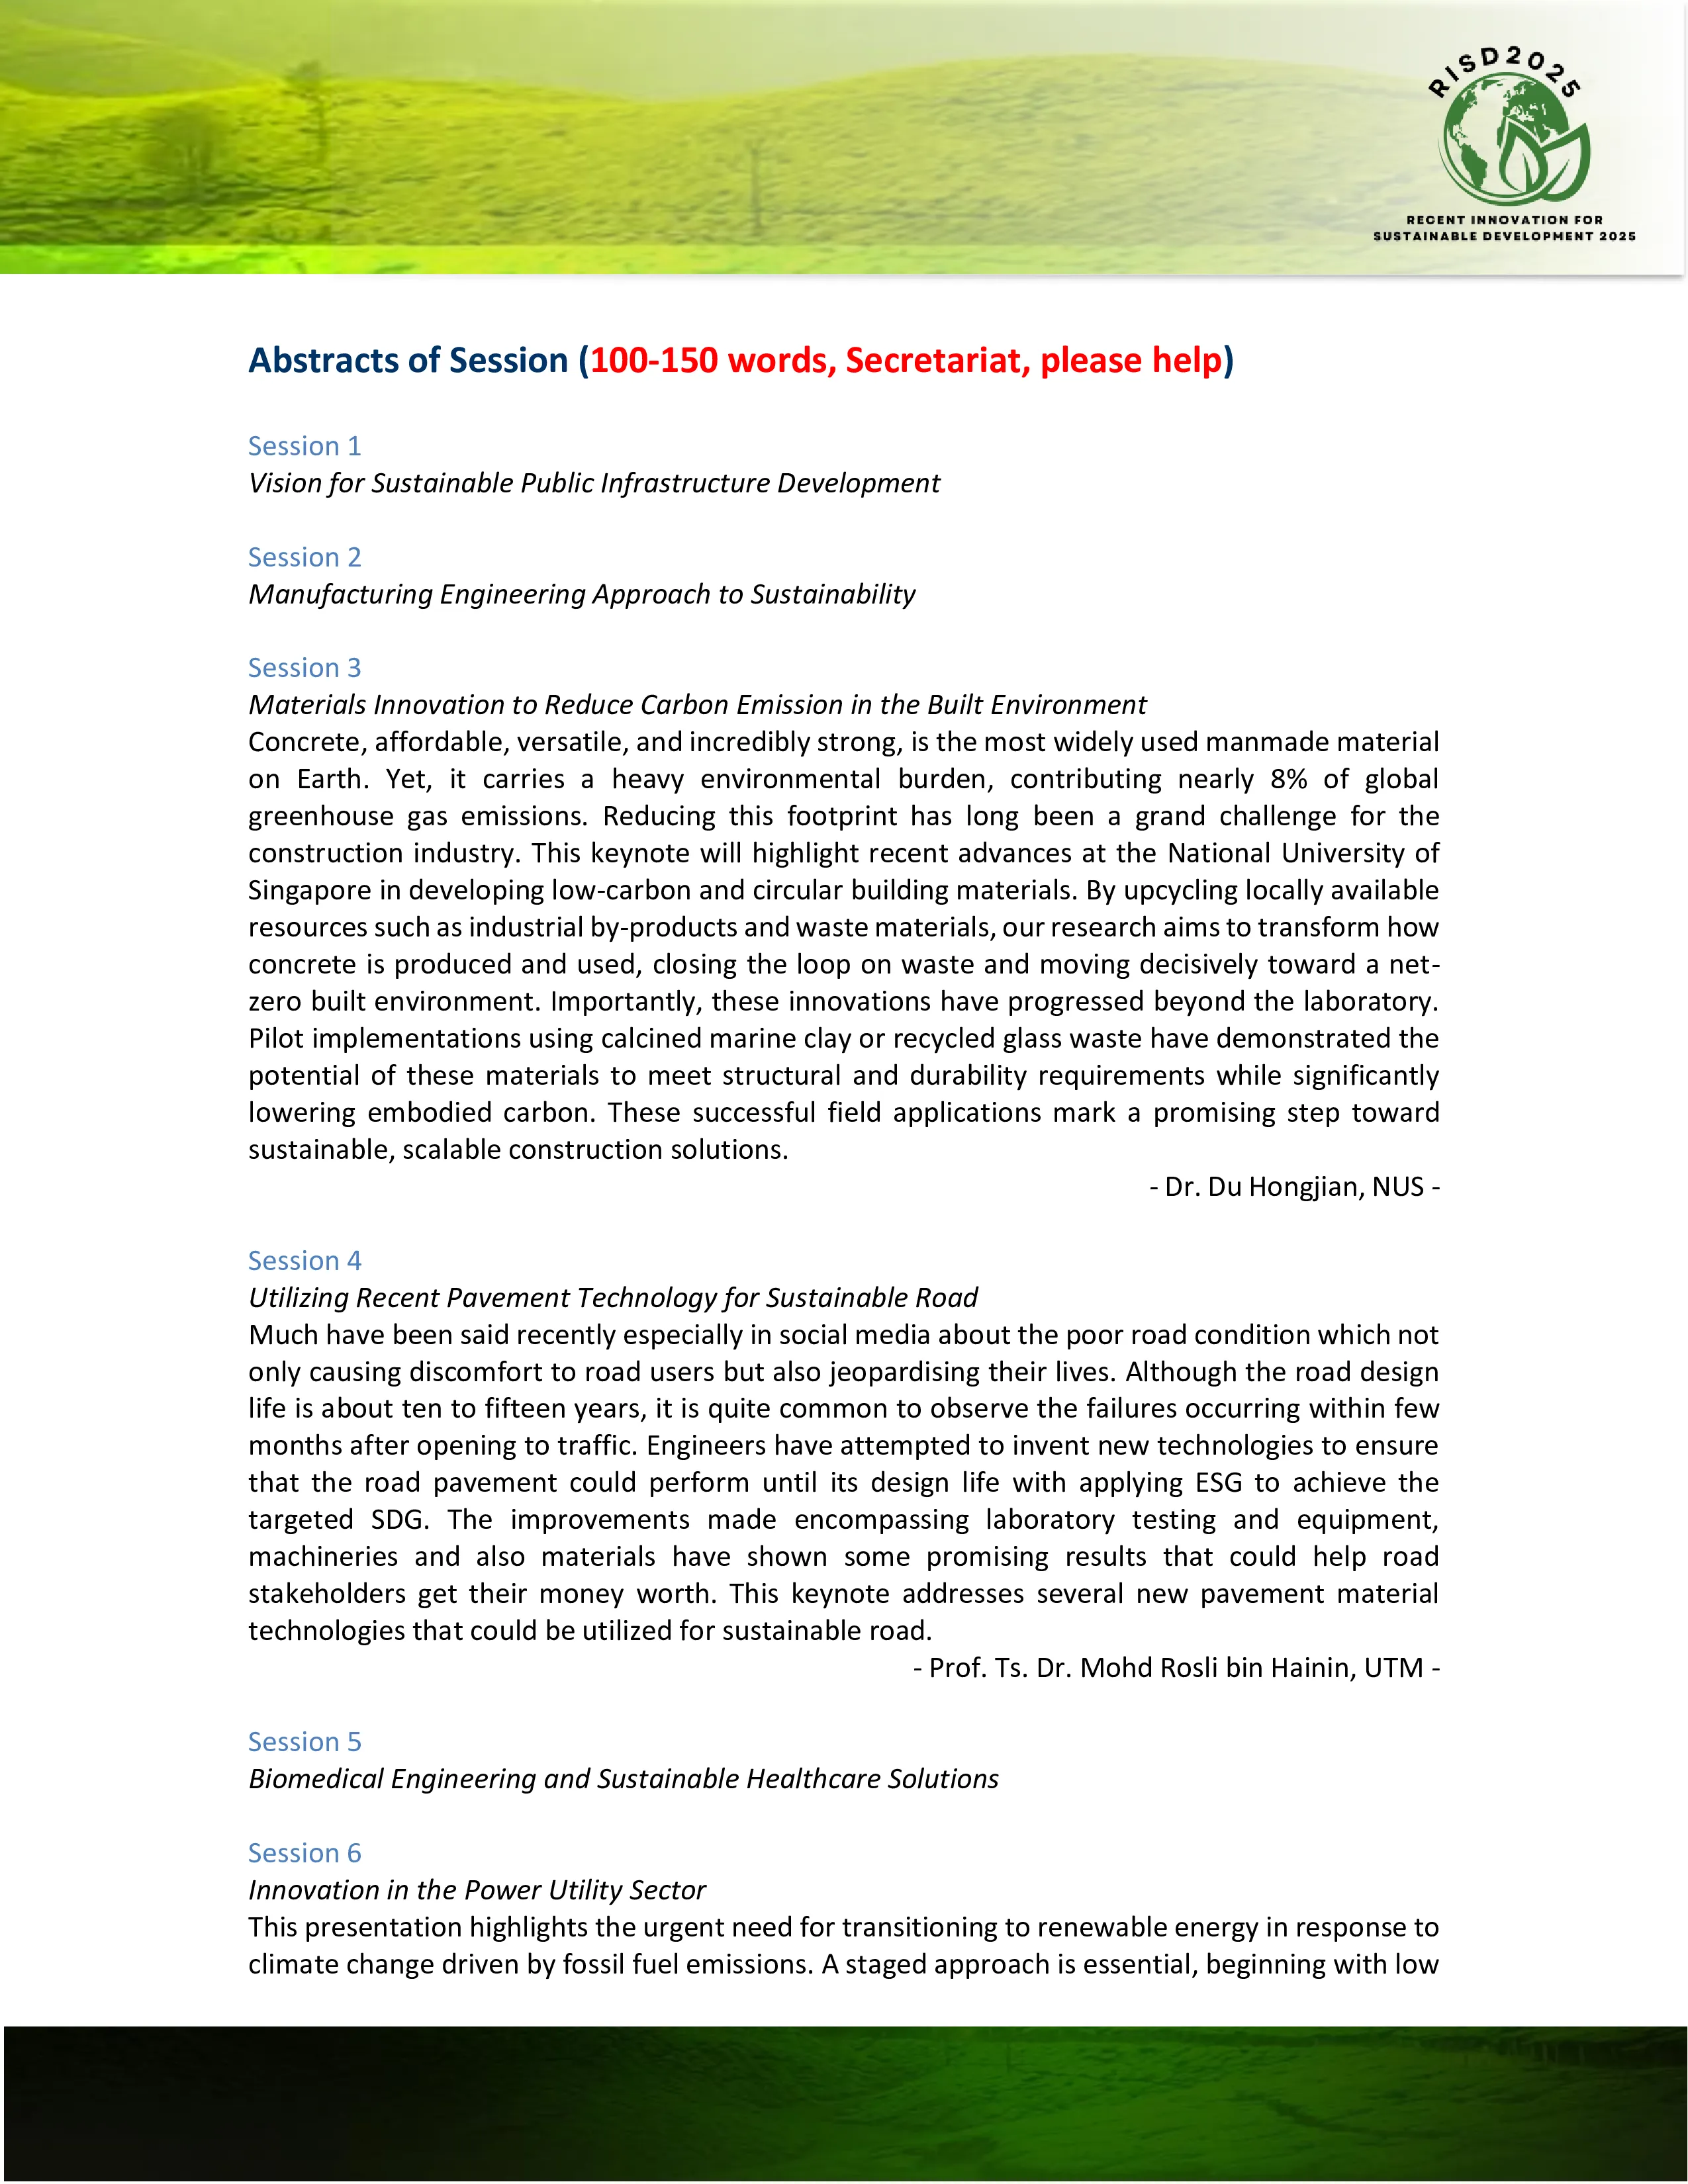 RISD2025
RECENT INNOVATION FOR
SUSTAINABLE DEVELOPMENT 2025
Abstracts of Session (100-150 words, Secretariat, please help)
Session 1
Vision for Sustainable Public Infrastructure Development
Session 2
Manufacturing Engineering Approach to Sustainability
Session 3
Materials Innovation to Reduce Carbon Emission in the Built Environment
Concrete, affordable, versatile, and incredibly strong, is the most widely used manmade material
on Earth. Yet, it carries a heavy environmental burden, contributing nearly 8% of global
greenhouse gas emissions. Reducing this footprint has long been a grand challenge for the
construction industry. This keynote will highlight recent advances at the National University of
Singapore in developing low-carbon and circular building materials. By upcycling locally available
resources such as industrial by-products and waste materials, our research aims to transform how
concrete is produced and used, closing the loop on waste and moving decisively toward a net-
zero built environment. Importantly, these innovations have progressed beyond the laboratory.
Pilot implementations using calcined marine clay or recycled glass waste have demonstrated the
potential of these materials to meet structural and durability requirements while significantly
lowering embodied carbon. These successful field applications mark a promising step toward
sustainable, scalable construction solutions.
- Dr. Du Hongjian, NUS -
Session 4
Utilizing Recent Pavement Technology for Sustainable Road
Much have been said recently especially in social media about the poor road condition which not
only causing discomfort to road users but also jeopardising their lives. Although the road design
life is about ten to fifteen years, it is quite common to observe the failures occurring within few
months after opening to traffic. Engineers have attempted to invent new technologies to ensure
that the road pavement could perform until its design life with applying ESG to achieve the
targeted SDG. The improvements made encompassing laboratory testing and equipment,
machineries and also materials have shown some promising results that could help road
stakeholders get their money worth. This keynote addresses several new pavement material
technologies that could be utilized for sustainable road.
- Prof. Ts. Dr. Mohd Rosli bin Hainin, UTM -
Session 5
Biomedical Engineering and Sustainable Healthcare Solutions
Session 6
Innovation in the Power Utility Sector
This presentation highlights the urgent need for transitioning to renewable energy in response to
climate change driven by fossil fuel emissions. A staged approach is essential, beginning with low